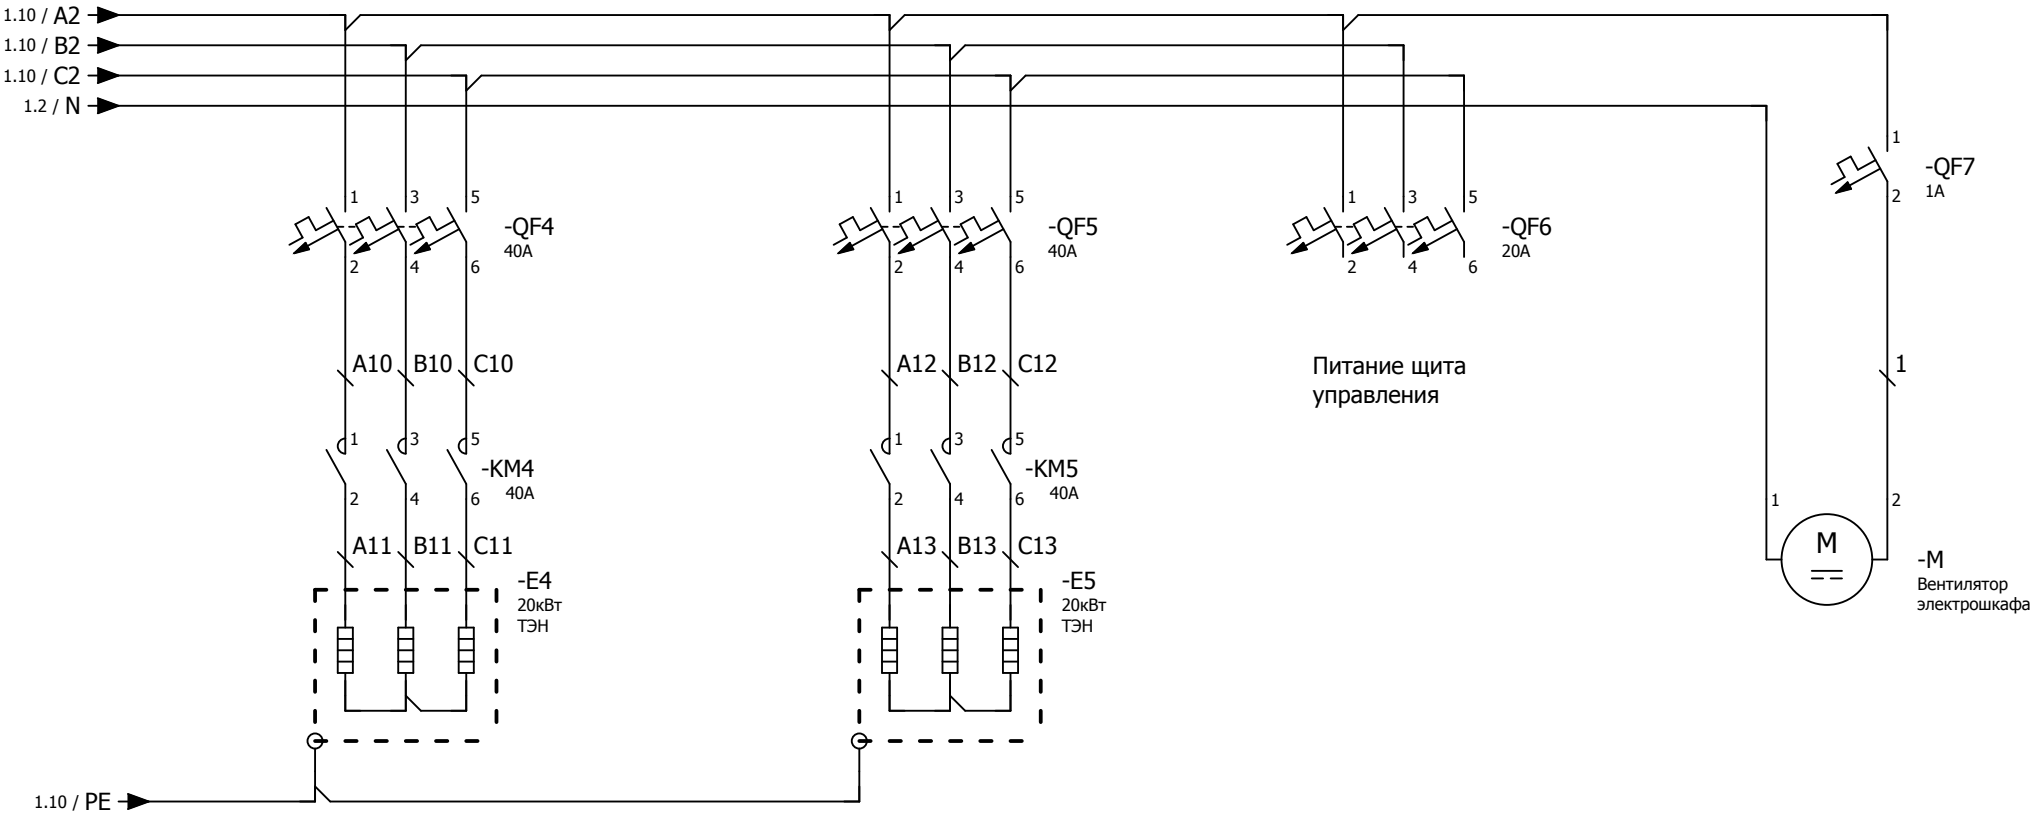 1.10 / A2
1.10 / B2
1.10 / C2
1.2 / N
1
2
-QF7
1A
1 3 5
-QF4
40A
2 4 6
1 3 5
-QF5
40A
2 4 6
1 3 5
-QF6
20A
2 4 6
A10 B10 C10
A12 B12 C12
Питание щита
управления
1
1 3 5
-KM4
40A
2 4 6
1 3 5
-KM5
40A
2 4 6
1
2
M
-M
Вентилятор
электрошкафа
A11 B11 C11
A13 B13 C13
-E4
20кВт
ТЭН
-E5
20кВт
ТЭН
1.10 / PE